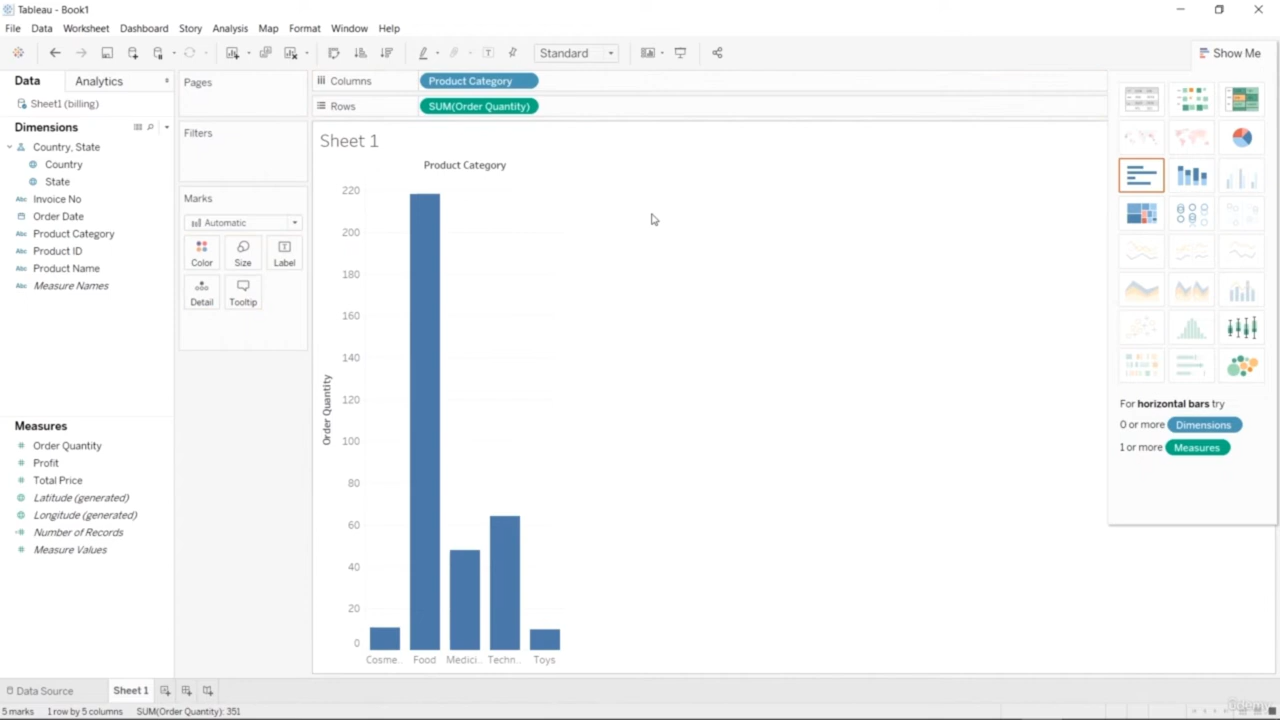 Tableau - Book1
File Data Worksheet Dashboard Story Analysis Map Format Window Help
Standard
Show Me
Data Analytics
Sheet1 (billing)
Dimensions
Country, State
Country
State
Abc Invoice No
Order Date
Abc Product Category
Abc Product ID
Abc Product Name
Abc Measure Names
Measures
# Order Quantity
# Profit
# Total Price
Latitude (generated)
Longitude (generated)
Number of Records
# Measure Values
Pages
Filters
Marks
Automatic
Color Size Label
Detail Tooltip
Columns Product Category
Rows SUM(Order Quantity)
Sheet 1
Product Category
Order Quantity
220
200
180
160
140
120
100
80
60
40
20
0
Cosme.. Food Medici.. Techn.. Toys
For horizontal bars try
0 or more Dimensions
1 or more Measures
Data Source Sheet 1
5 marks 1 row by 5 columns SUM(Order Quantity): 351